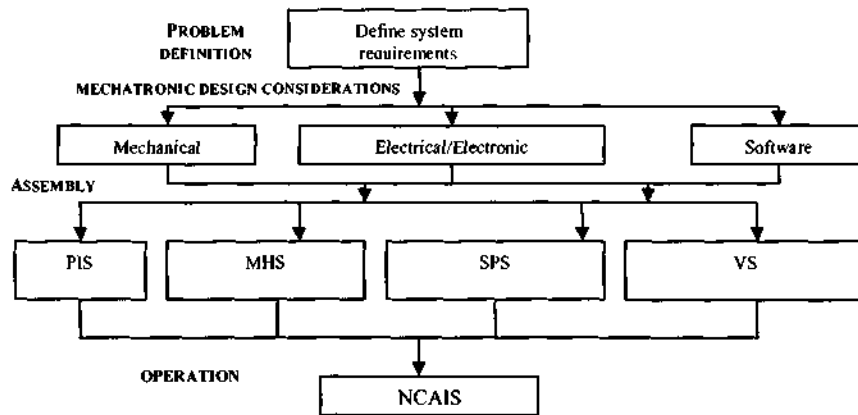 PROBLEM
DEFINITION
Define system
requirements
MECHATRONIC DESIGN CONSIDERATIONS
Mechanical
Electrical/Electronic
Software
ASSEMBLY
PIS
MHS
SPS
VS
OPERATION
NCAIS